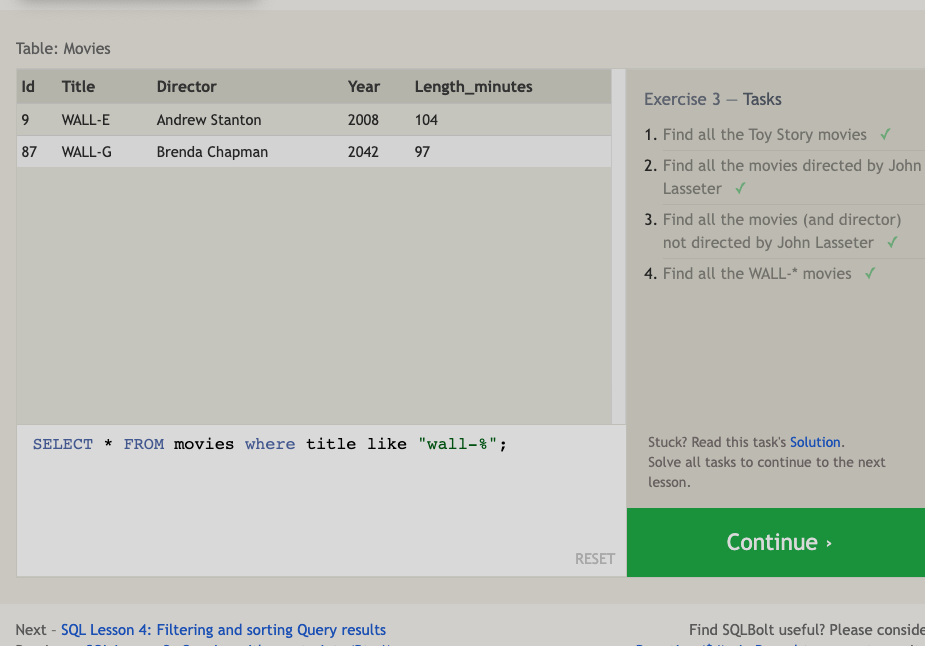 Table: Movies
Id Title Director Year Length_minutes
9 WALL-E Andrew Stanton 2008 104
87 WALL-G Brenda Chapman 2042 97
Exercise 3 — Tasks
1. Find all the Toy Story movies ✓
2. Find all the movies directed by John
Lasseter ✓
3. Find all the movies (and director)
not directed by John Lasseter ✓
4. Find all the WALL-* movies ✓
SELECT * FROM movies where title like "wall-%";
RESET
Stuck? Read this task's Solution.
Solve all tasks to continue to the next
lesson.
Continue ›
Next – SQL Lesson 4: Filtering and sorting Query results
Find SQLBolt useful? Please conside